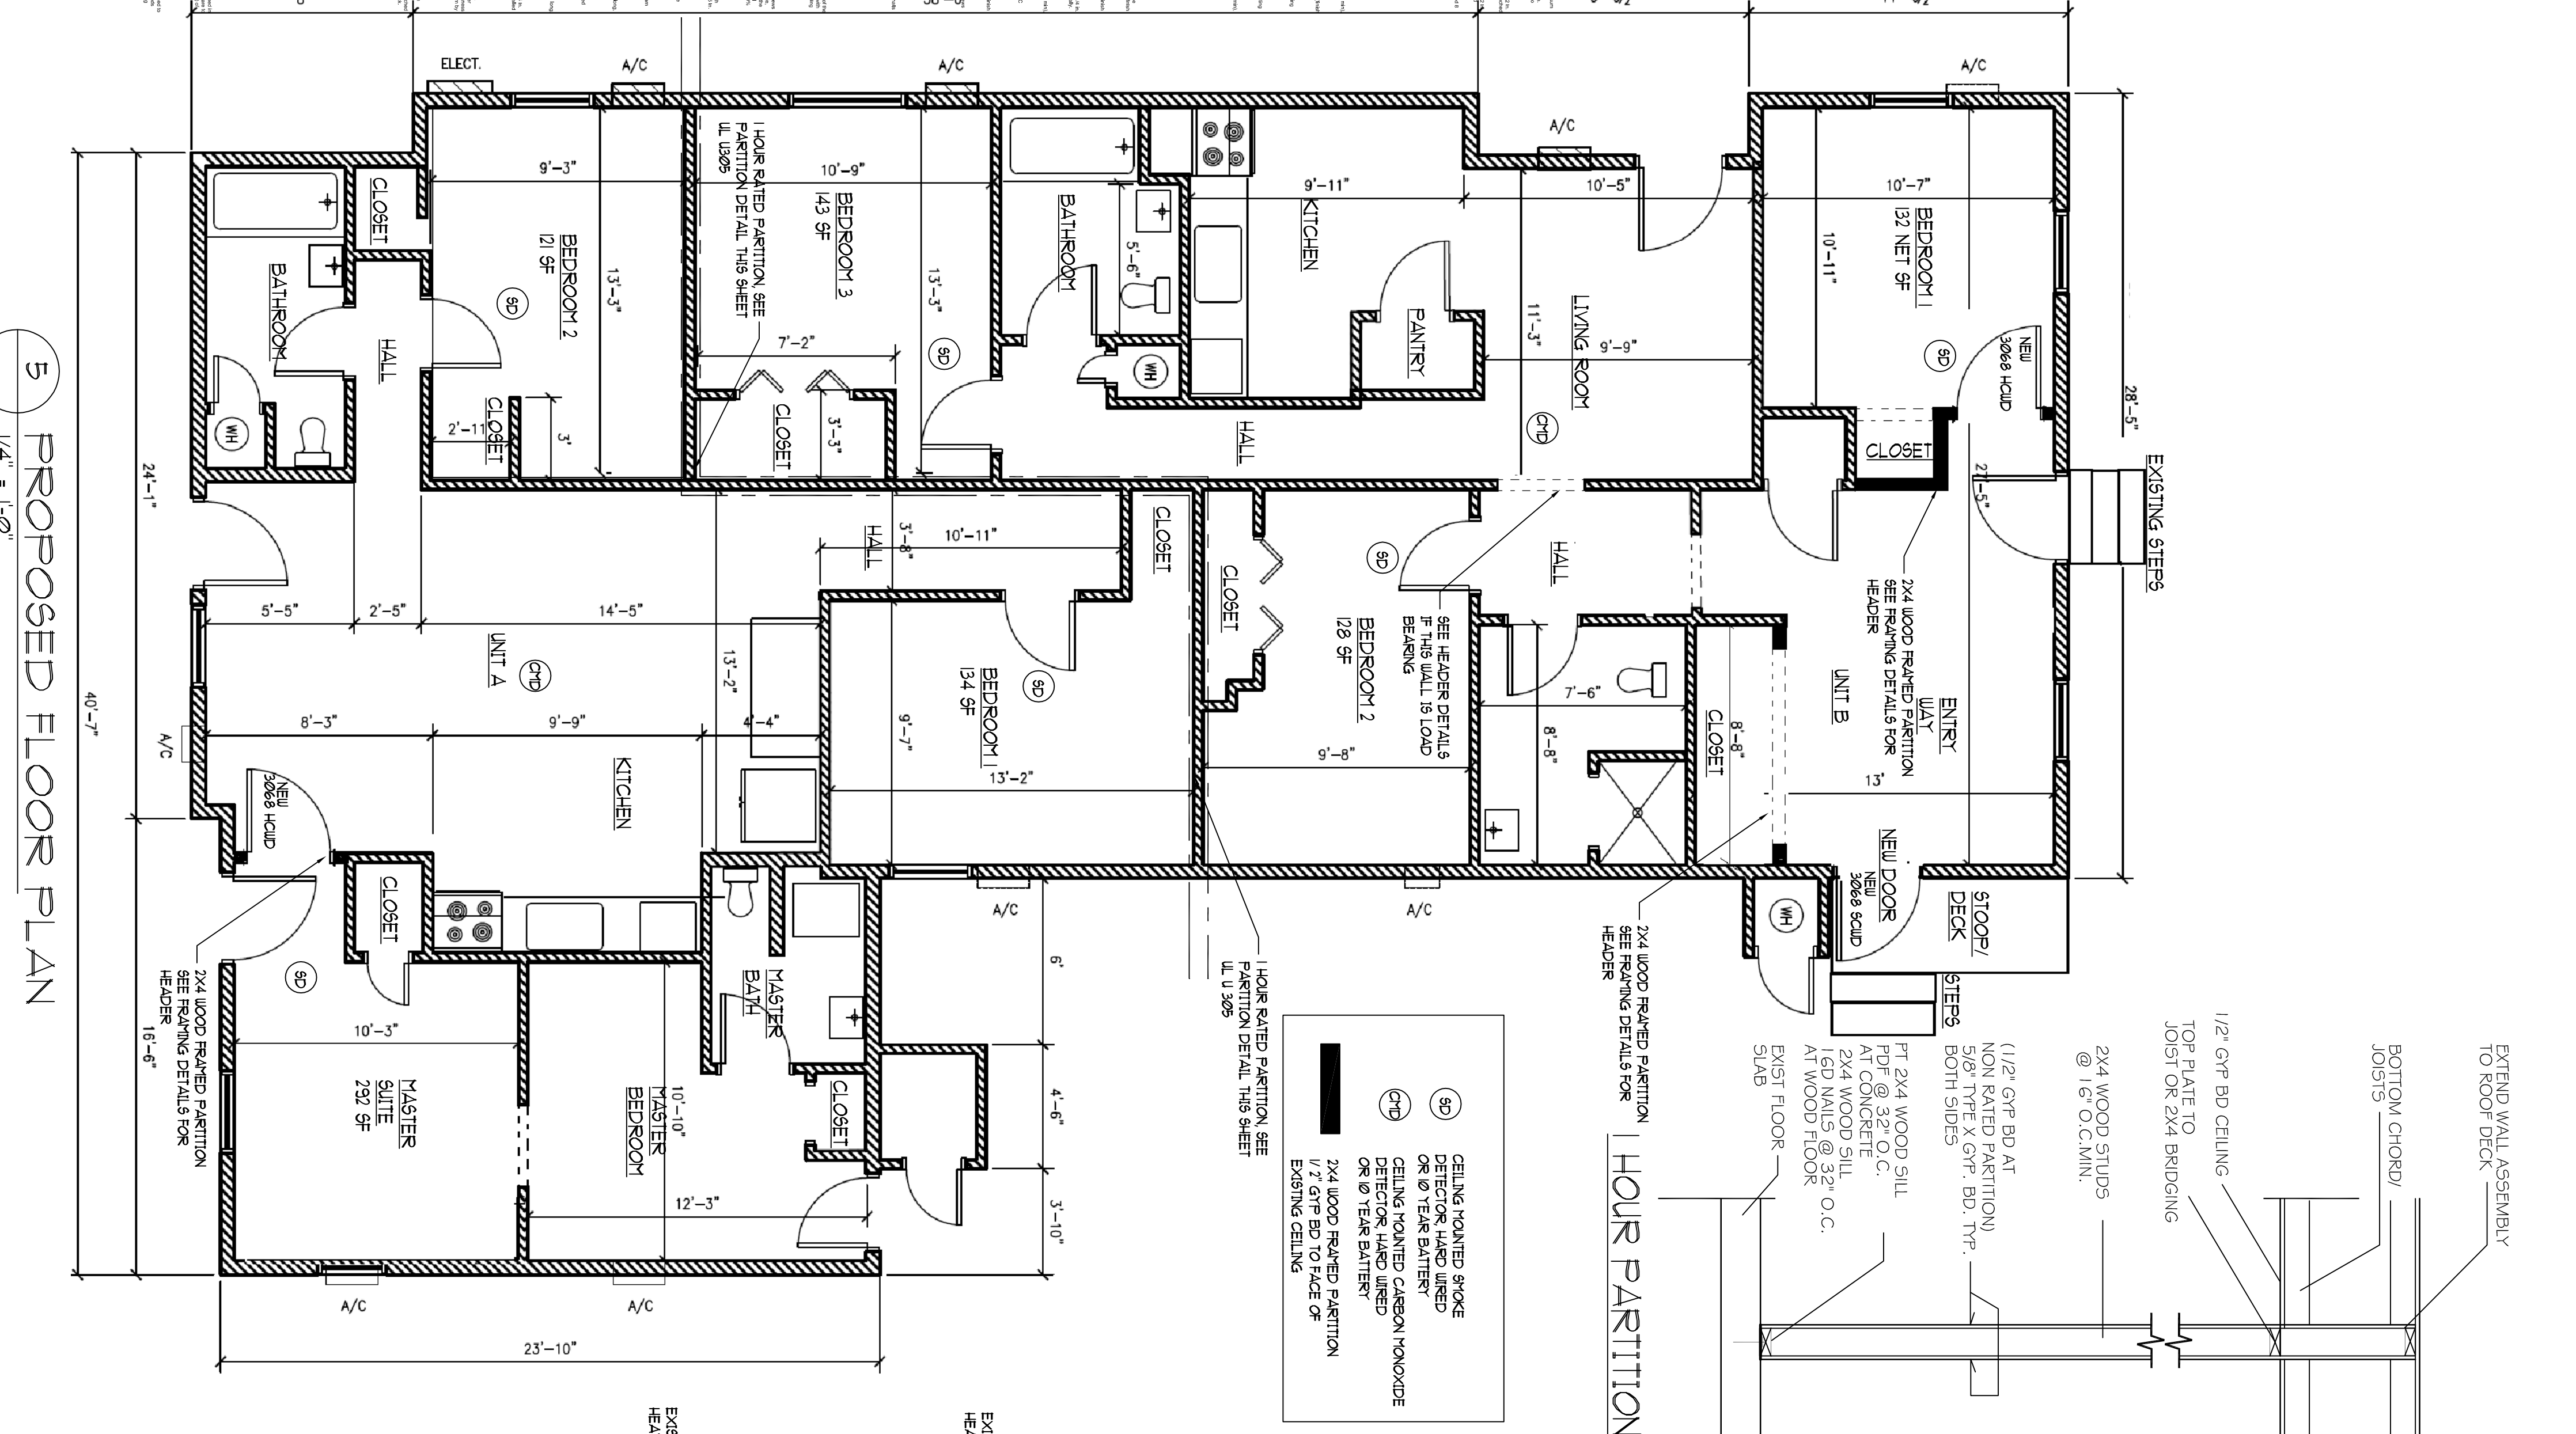 ELECT.
A/C
A/C
A/C
A/C
9'-3"
10'-9"
9'-11"
10'-5"
10'-7"
CLOSET
BEDROOM 2
121 SF
13'-3"
1 HOUR RATED PARTITION, SEE
PARTITION DETAIL THIS SHEET
UL U305
BEDROOM 3
143 SF
13'-3"
BATHROOM
5'-6"
KITCHEN
PANTRY
LIVING ROOM
11'-3"
9'-9"
BEDROOM 1
132 NET SF
10'-11"
NEW
3068 HCWD
28'-5"
BATHROOM
HALL
SD
7'-2"
SD
WH
SD
CMD
WH
2'-11
CLOSET
3'
CLOSET
3'-3"
HALL
CLOSET
27'-5"
EXISTING STEPS
24'-1"
40'-7"
16'-6"
5
PROPOSED FLOOR PLAN
1/4" = 1'-0"
5'-5"
2'-5"
14'-5"
HALL
3'-8"
10'-11"
CLOSET
CLOSET
SD
HALL
2X4 WOOD FRAMED PARTITION
SEE FRAMING DETAILS FOR
HEADER
UNIT A
CMD
13'-2"
SD
BEDROOM 1
134 SF
9'-7"
13'-2"
BEDROOM 2
128 SF
9'-8"
SEE HEADER DETAILS
IF THIS WALL IS LOAD
BEARING
7'-6"
8'-8"
CLOSET
8'-8"
UNIT B
ENTRY
WAY
13'
8'-3"
9'-9"
4'-4"
A/C
NEW
3068 HCWD
KITCHEN
NEW DOOR
NEW
3068 SCWD
STOOP/
DECK
STEPS
WH
A/C
A/C
CLOSET
SD
2X4 WOOD FRAMED PARTITION
SEE FRAMING DETAILS FOR
HEADER
MASTER
BATH
6'
4'-6"
3'-10"
1 HOUR RATED PARTITION, SEE
PARTITION DETAIL THIS SHEET
UL U 305
2X4 WOOD FRAMED PARTITION
SEE FRAMING DETAILS FOR
HEADER
10'-3"
MASTER
SUITE
292 SF
MASTER
BEDROOM
10'-10"
CLOSET
12'-3"
A/C
A/C
23'-10"
SD
CEILING MOUNTED SMOKE
DETECTOR, HARD WIRED
OR 10 YEAR BATTERY
CMD
CEILING MOUNTED CARBON MONOXIDE
DETECTOR, HARD WIRED
OR 10 YEAR BATTERY
2X4 WOOD FRAMED PARTITION
1/2" GYP BD TO FACE OF
EXISTING CEILING
1 HOUR PARTITION
EXTEND WALL ASSEMBLY
TO ROOF DECK
BOTTOM CHORD/
JOISTS
1/2" GYP BD CEILING
TOP PLATE TO
JOIST OR 2X4 BRIDGING
2X4 WOOD STUDS
@ 16" O.C.MIN.
(1/2" GYP BD AT
NON RATED PARTITION)
5/8" TYPE X GYP. BD. TYP.
BOTH SIDES
PT 2X4 WOOD SILL
PDF @ 32" O.C.
AT CONCRETE
2X4 WOOD SILL
16D NAILS @ 32" O.C.
AT WOOD FLOOR
EXIST FLOOR
SLAB